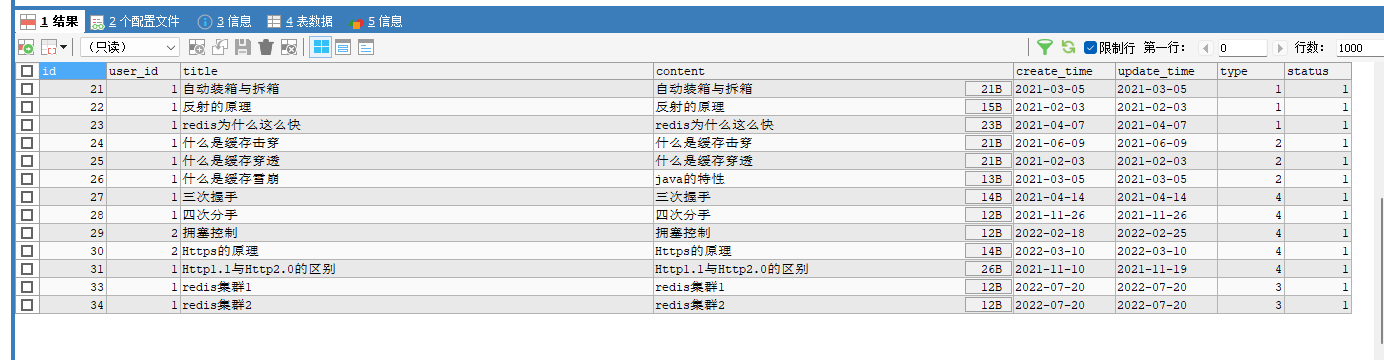 1 结果 2 个配置文件 3 信息 4 表数据 5 信息
（只读） 限制行 第一行： 0 行数： 1000
id user_id title content create_time update_time type status
21 1 自动装箱与拆箱 自动装箱与拆箱 21B 2021-03-05 2021-03-05 1 1
22 1 反射的原理 反射的原理 15B 2021-02-03 2021-02-03 1 1
23 1 redis为什么这么快 redis为什么这么快 23B 2021-04-07 2021-04-07 1 1
24 1 什么是缓存击穿 什么是缓存击穿 21B 2021-06-09 2021-06-09 2 1
25 1 什么是缓存穿透 什么是缓存穿透 21B 2021-02-03 2021-02-03 2 1
26 1 什么是缓存雪崩 java的特性 13B 2021-03-05 2021-03-05 2 1
27 1 三次握手 三次握手 14B 2021-04-14 2021-04-14 4 1
28 1 四次分手 四次分手 12B 2021-11-26 2021-11-26 4 1
29 2 拥塞控制 拥塞控制 12B 2022-02-18 2022-02-25 4 1
30 2 Https的原理 Https的原理 14B 2022-03-10 2022-03-10 4 1
31 1 Http1.1与Http2.0的区别 Http1.1与Http2.0的区别 26B 2021-11-10 2021-11-19 4 1
33 1 redis集群1 redis集群1 12B 2022-07-20 2022-07-20 3 1
34 1 redis集群2 redis集群2 12B 2022-07-20 2022-07-20 3 1